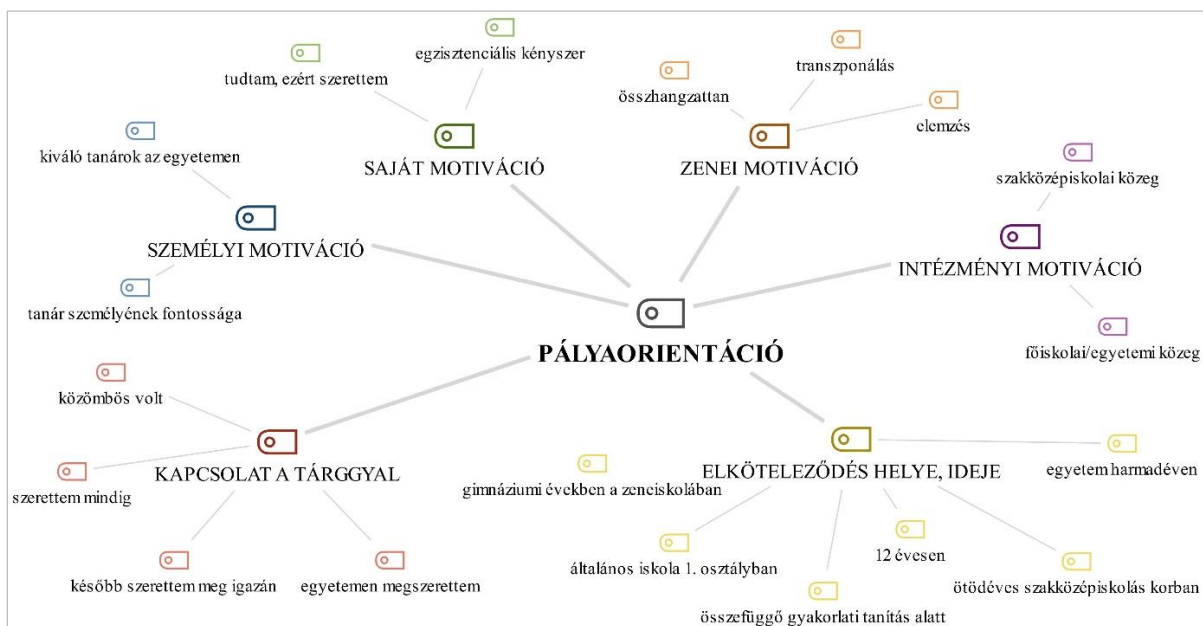 egzisztenciális kényszer
tudtam, ezért szerettem
transzponálás
összhangzattan
elemzés
kiváló tanárok az egyetemen
SAJÁT MOTIVÁCIÓ
ZENEI MOTIVÁCIÓ
szakközépiskolai közeg
SZEMÉLYI MOTIVÁCIÓ
INTÉZMÉNYI MOTIVÁCIÓ
tanár személyének fontossága
PÁLYAORIENTÁCIÓ
főiskolai/egyetemi közeg
közömbös volt
KAPCSOLAT A TÁRGGYAL
ELKÖTELEZŐDÉS HELYE, IDEJE
egyetem harmadéven
szerettem mindig
gimnáziumi években a zeneiskolában
12 évesen
általános iskola 1. osztályban
később szerettem meg igazán
egyetemen megszerettem
ötödéves szakközépiskolás korban
összefüggő gyakorlati tanítás alatt